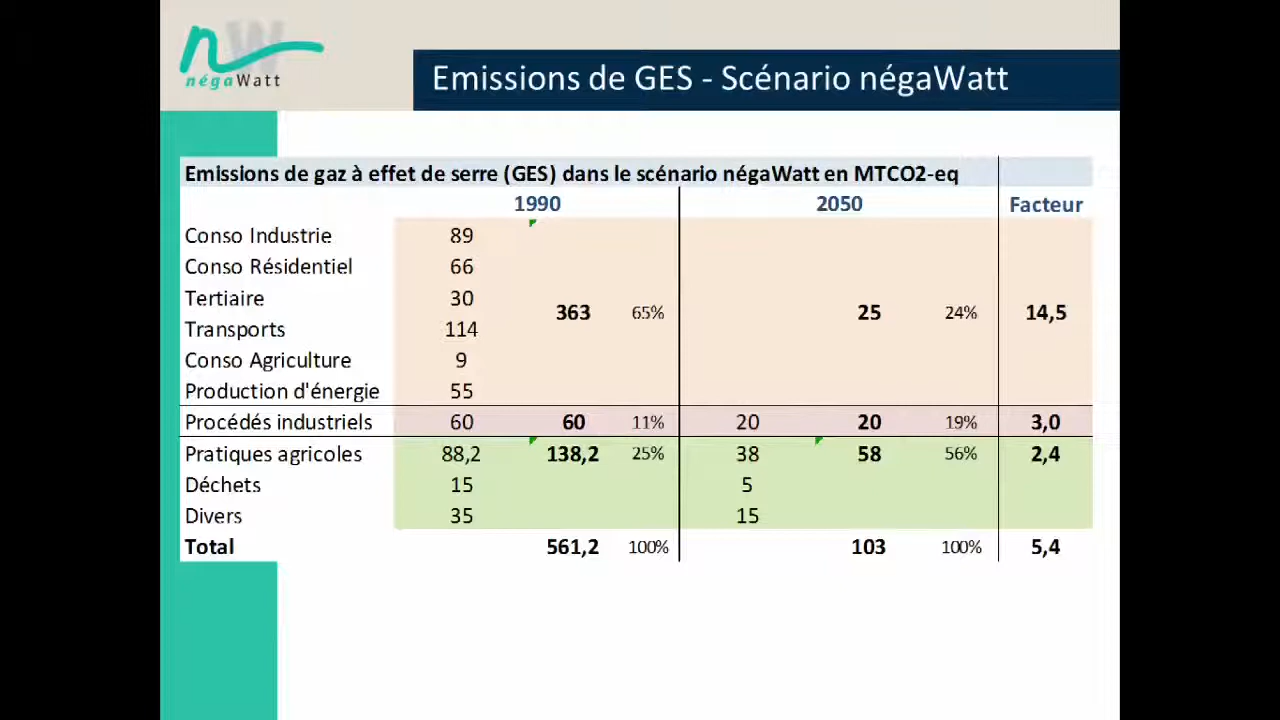 nW
négaWatt
Emissions de GES - Scénario négaWatt
Emissions de gaz à effet de serre (GES) dans le scénario négaWatt en MTCO2-eq
1990 2050 Facteur
Conso Industrie 89
Conso Résidentiel 66
Tertiaire 30
363 65% 25 24% 14,5
Transports 114
Conso Agriculture 9
Production d'énergie 55
Procédés industriels 60 60 11% 20 20 19% 3,0
Pratiques agricoles 88,2 138,2 25% 38 58 56% 2,4
Déchets 15 5
Divers 35 15
Total 561,2 100% 103 100% 5,4